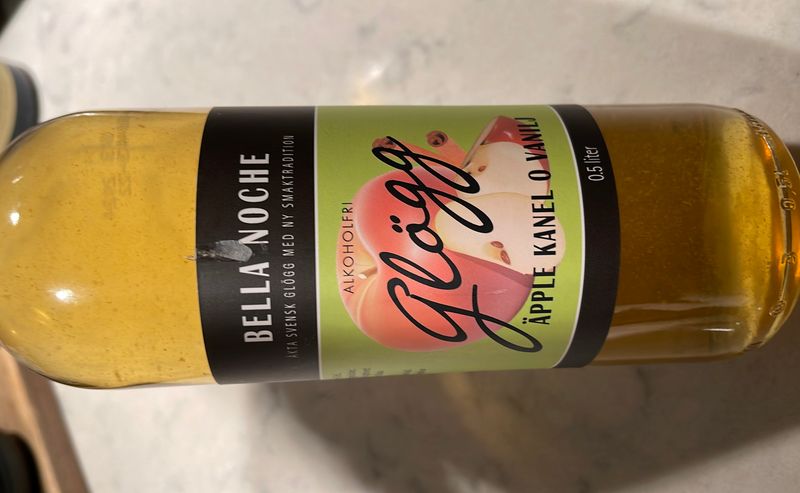 BELLA NOCHE
ÄKTA SVENSK GLÖGG MED NY SMAKTRADITION
ALKOHOLFRI
Glögg
ÄPPLE KANEL O VANILJ
0.5 liter